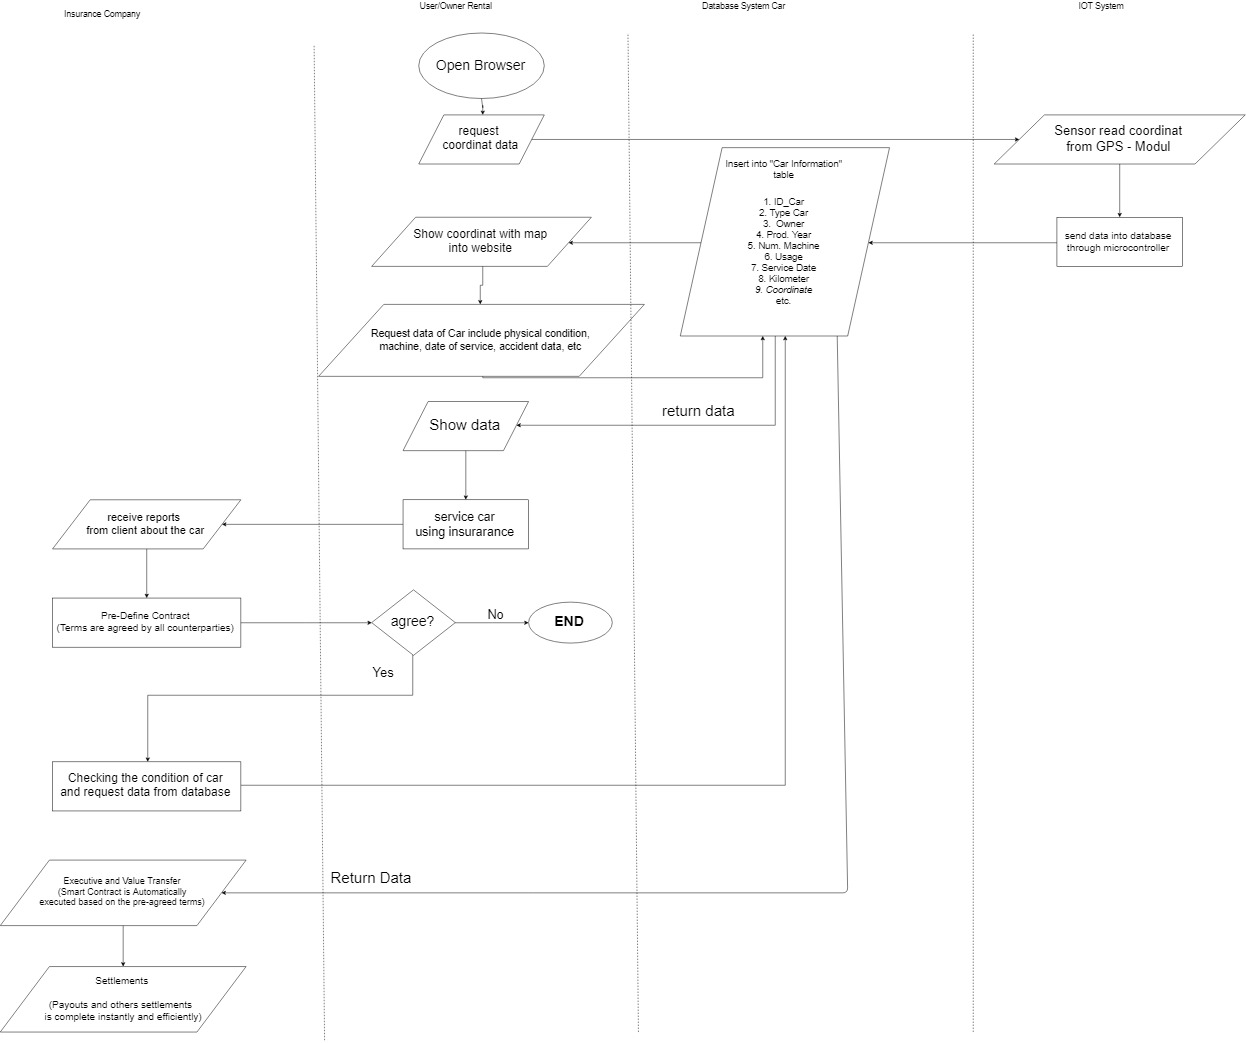 Insurance Company
User/Owner Rental
Database System Car
IOT System
Open Browser
request
coordinat data
Sensor read coordinat
from GPS - Modul
Insert into "Car Information"
table
1. ID_Car
2. Type Car
3. Owner
4. Prod. Year
5. Num. Machine
6. Usage
7. Service Date
8. Kilometer
9. Coordinate
etc.
send data into database
through microcontroller
Show coordinat with map
into website
Request data of Car include physical condition,
machine, date of service, accident data, etc
return data
Show data
service car
using insurarance
receive reports
from client about the car
Pre-Define Contract
(Terms are agreed by all counterparties)
agree?
No
END
Yes
Checking the condition of car
and request data from database
Return Data
Executive and Value Transfer
(Smart Contract is Automatically
executed based on the pre-agreed terms)
Settlements
(Payouts and others settlements
is complete instantly and efficiently)